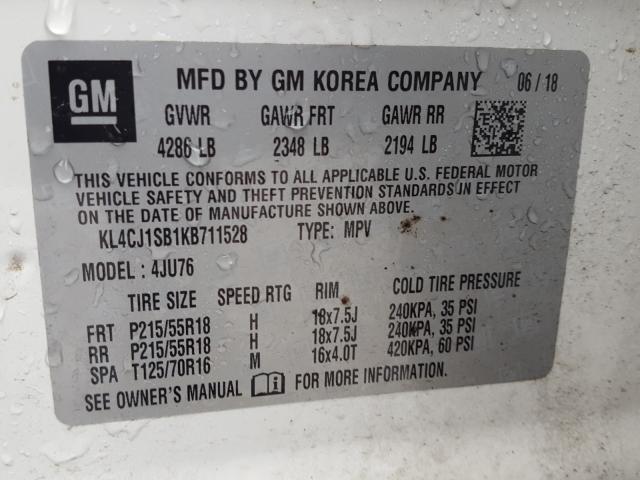 GM
MFD BY GM KOREA COMPANY 06 / 18
GVWR GAWR FRT GAWR RR
4286 LB 2348 LB 2194 LB
THIS VEHICLE CONFORMS TO ALL APPLICABLE U.S. FEDERAL MOTOR
VEHICLE SAFETY AND THEFT PREVENTION STANDARDS IN EFFECT
ON THE DATE OF MANUFACTURE SHOWN ABOVE.
KL4CJ1SB1KB711528 TYPE: MPV
MODEL : 4JU76
TIRE SIZE SPEED RTG RIM COLD TIRE PRESSURE
FRT P215/55R18 H 18x7.5J 240KPA, 35 PSI
RR P215/55R18 H 18x7.5J 240KPA, 35 PSI
SPA T125/70R16 M 16x4.0T 420KPA, 60 PSI
SEE OWNER'S MANUAL FOR MORE INFORMATION.